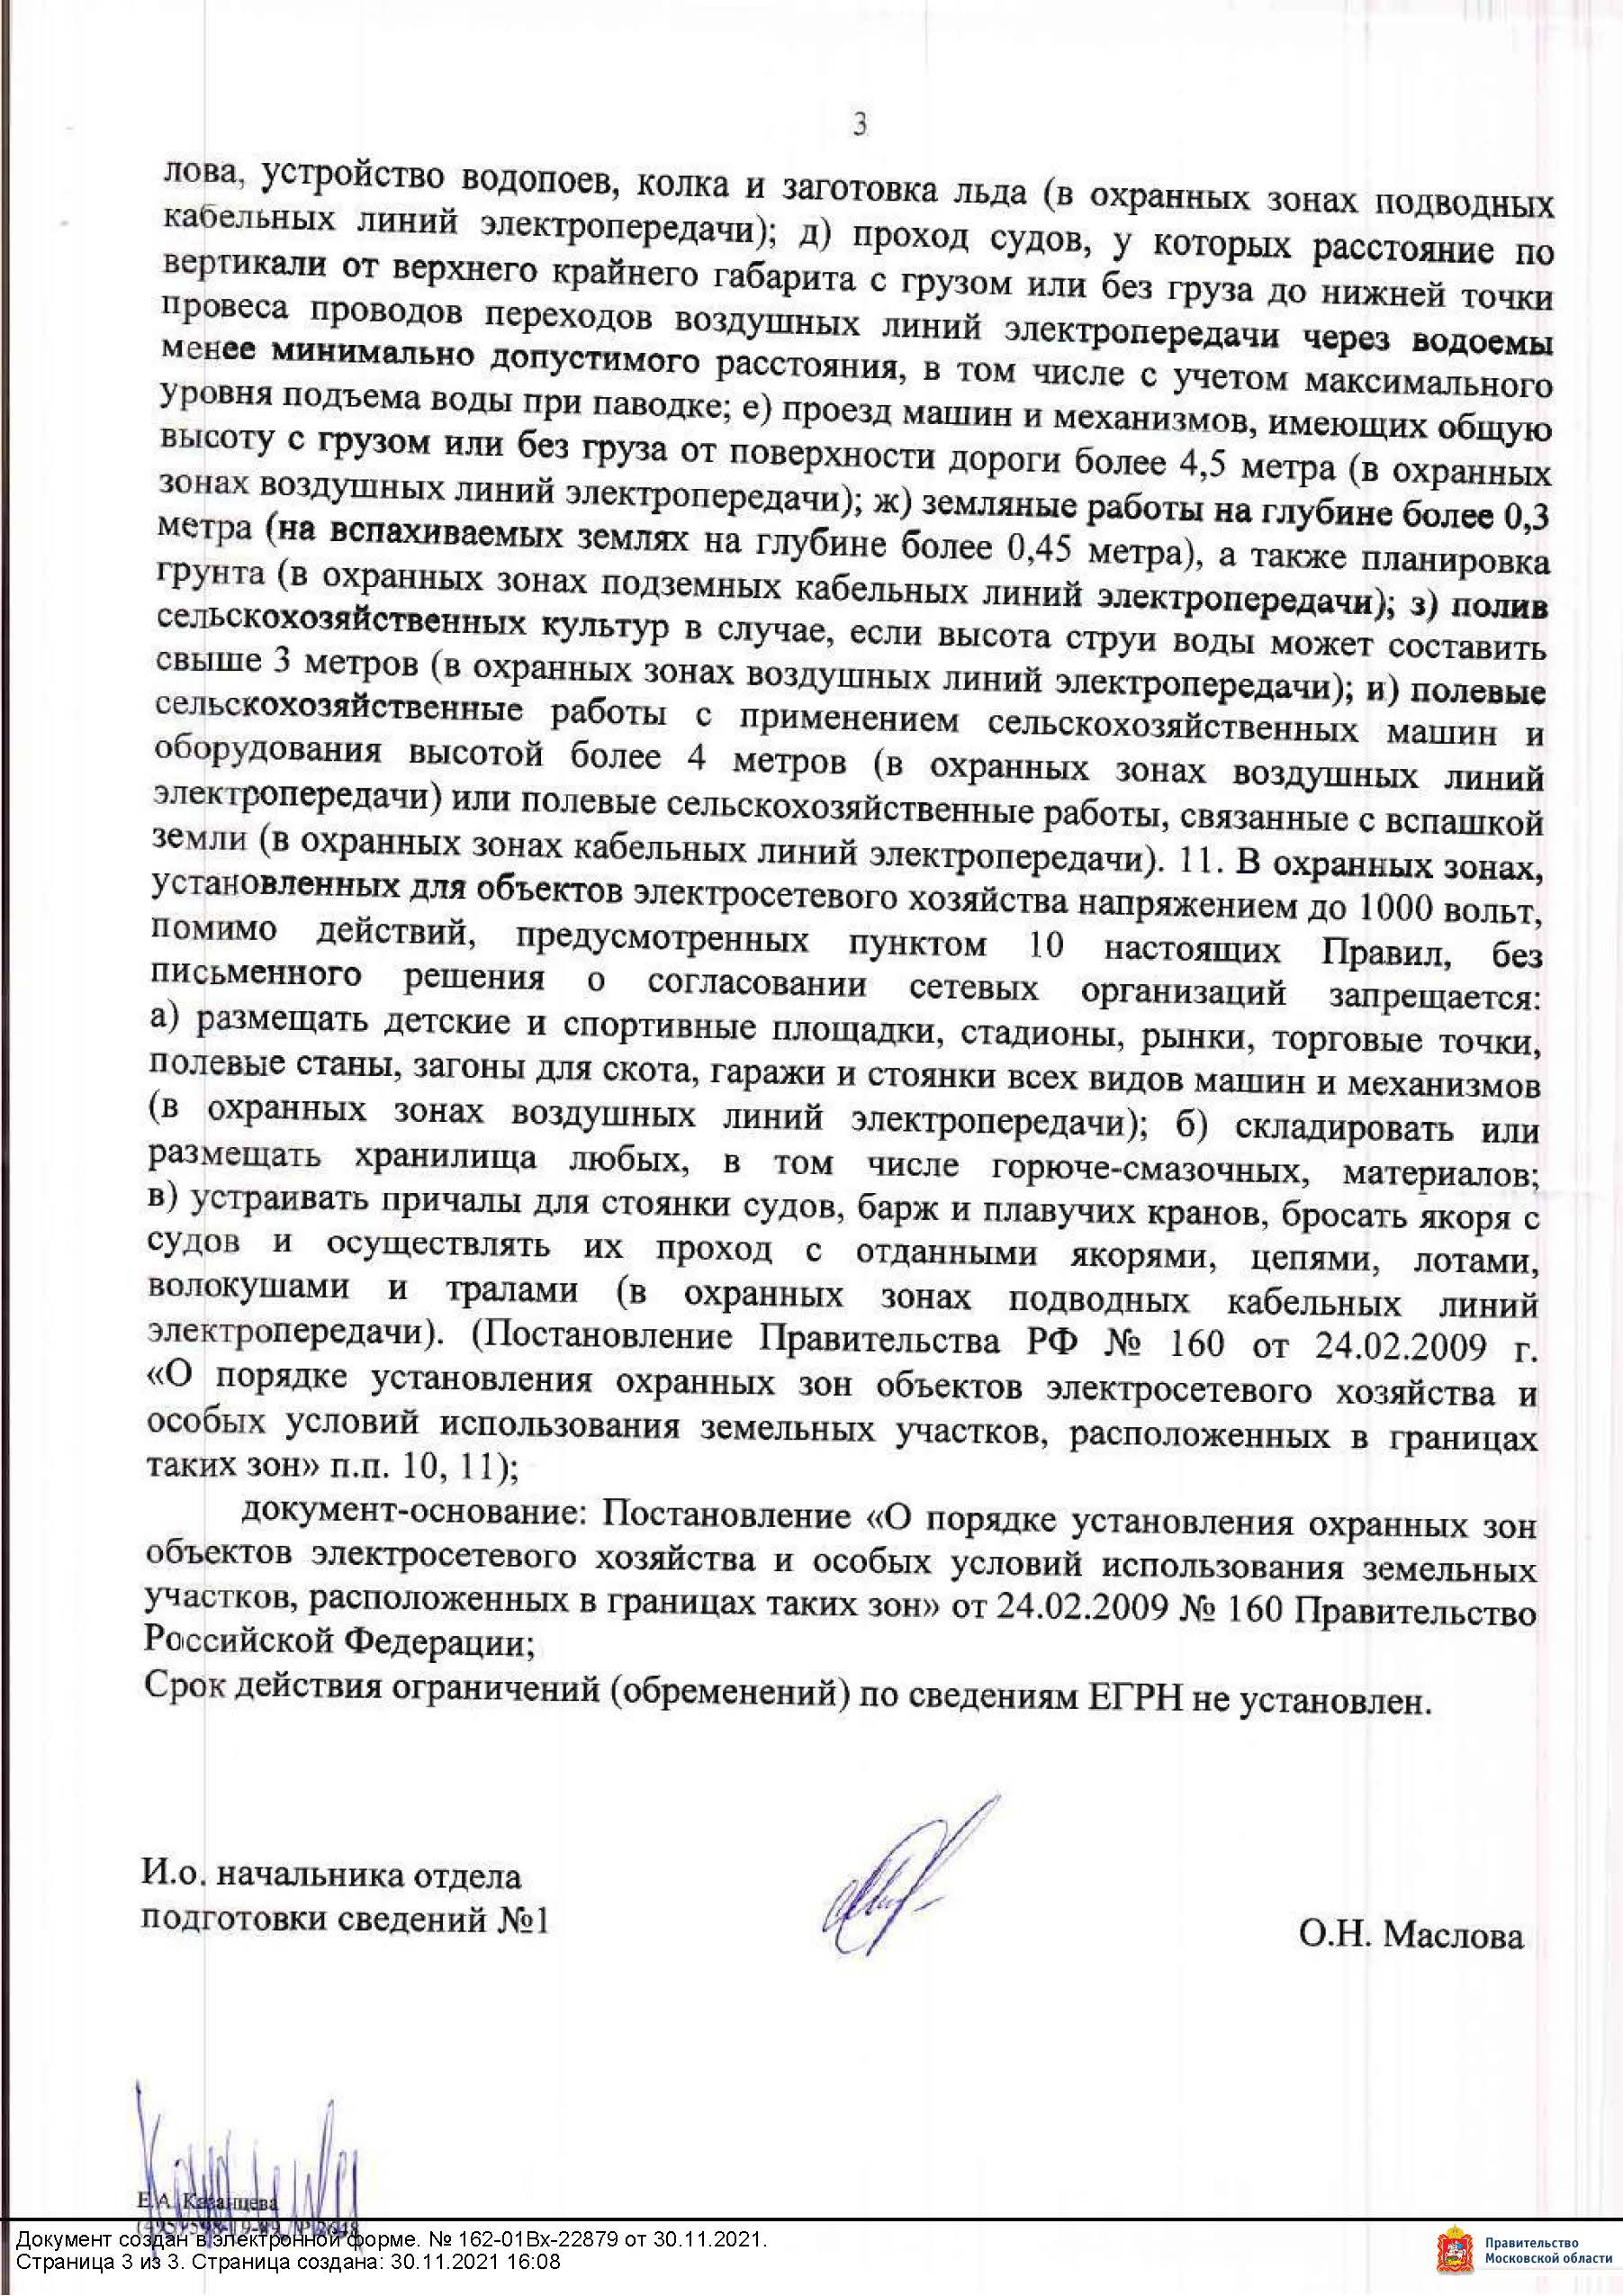 3
лова, устройство водопоев, колка и заготовка льда (в охранных зонах подводных
кабельных линий электропередачи); д) проход судов, у которых расстояние по
вертикали от верхнего крайнего габарита с грузом или без груза до нижней точки
провеса проводов переходов воздушных линий электропередачи через водоемы
менее минимально допустимого расстояния, в том числе с учетом максимального
уровня подъема воды при паводке; е) проезд машин и механизмов, имеющих общую
высоту с грузом или без груза от поверхности дороги более 4,5 метра (в охранных
зонах воздушных линий электропередачи); ж) земляные работы на глубине более 0,3
метра (на вспахиваемых землях на глубине более 0,45 метра), а также планировка
грунта (в охранных зонах подземных кабельных линий электропередачи); з) полив
сельскохозяйственных культур в случае, если высота струи воды может составить
свыше 3 метров (в охранных зонах воздушных линий электропередачи); и) полевые
сельскохозяйственные работы с применением сельскохозяйственных машин и
оборудования высотой более 4 метров (в охранных зонах воздушных линий
электропередачи) или полевые сельскохозяйственные работы, связанные с вспашкой
земли (в охранных зонах кабельных линий электропередачи). 11. В охранных зонах,
установленных для объектов электросетевого хозяйства напряжением до 1000 вольт,
помимо действий, предусмотренных пунктом 10 настоящих Правил, без
письменного решения о согласовании сетевых организаций запрещается:
а) размещать детские и спортивные площадки, стадионы, рынки, торговые точки,
полевые станы, загоны для скота, гаражи и стоянки всех видов машин и механизмов
(в охранных зонах воздушных линий электропередачи); б) складировать или
размещать хранилища любых, в том числе горюче-смазочных, материалов;
в) устраивать причалы для стоянки судов, барж и плавучих кранов, бросать якоря с
судов и осуществлять их проход с отданными якорями, цепями, лотами,
волокушами и тралами (в охранных зонах подводных кабельных линий
электропередачи). (Постановление Правительства РФ № 160 от 24.02.2009 г.
«О порядке установления охранных зон объектов электросетевого хозяйства и
особых условий использования земельных участков, расположенных в границах
таких зон» п.п. 10, 11);
документ-основание: Постановление «О порядке установления охранных зон
объектов электросетевого хозяйства и особых условий использования земельных
участков, расположенных в границах таких зон» от 24.02.2009 № 160 Правительство
Российской Федерации;
Срок действия ограничений (обременений) по сведениям ЕГРН не установлен.
И.о. начальника отдела
подготовки сведений №1
О.Н. Маслова
Е.А. Казанцева
Документ создан в электронной форме. № 162-01Вх-22879 от 30.11.2021.
Страница 3 из 3. Страница создана: 30.11.2021 16:08
Правительство
Московской области